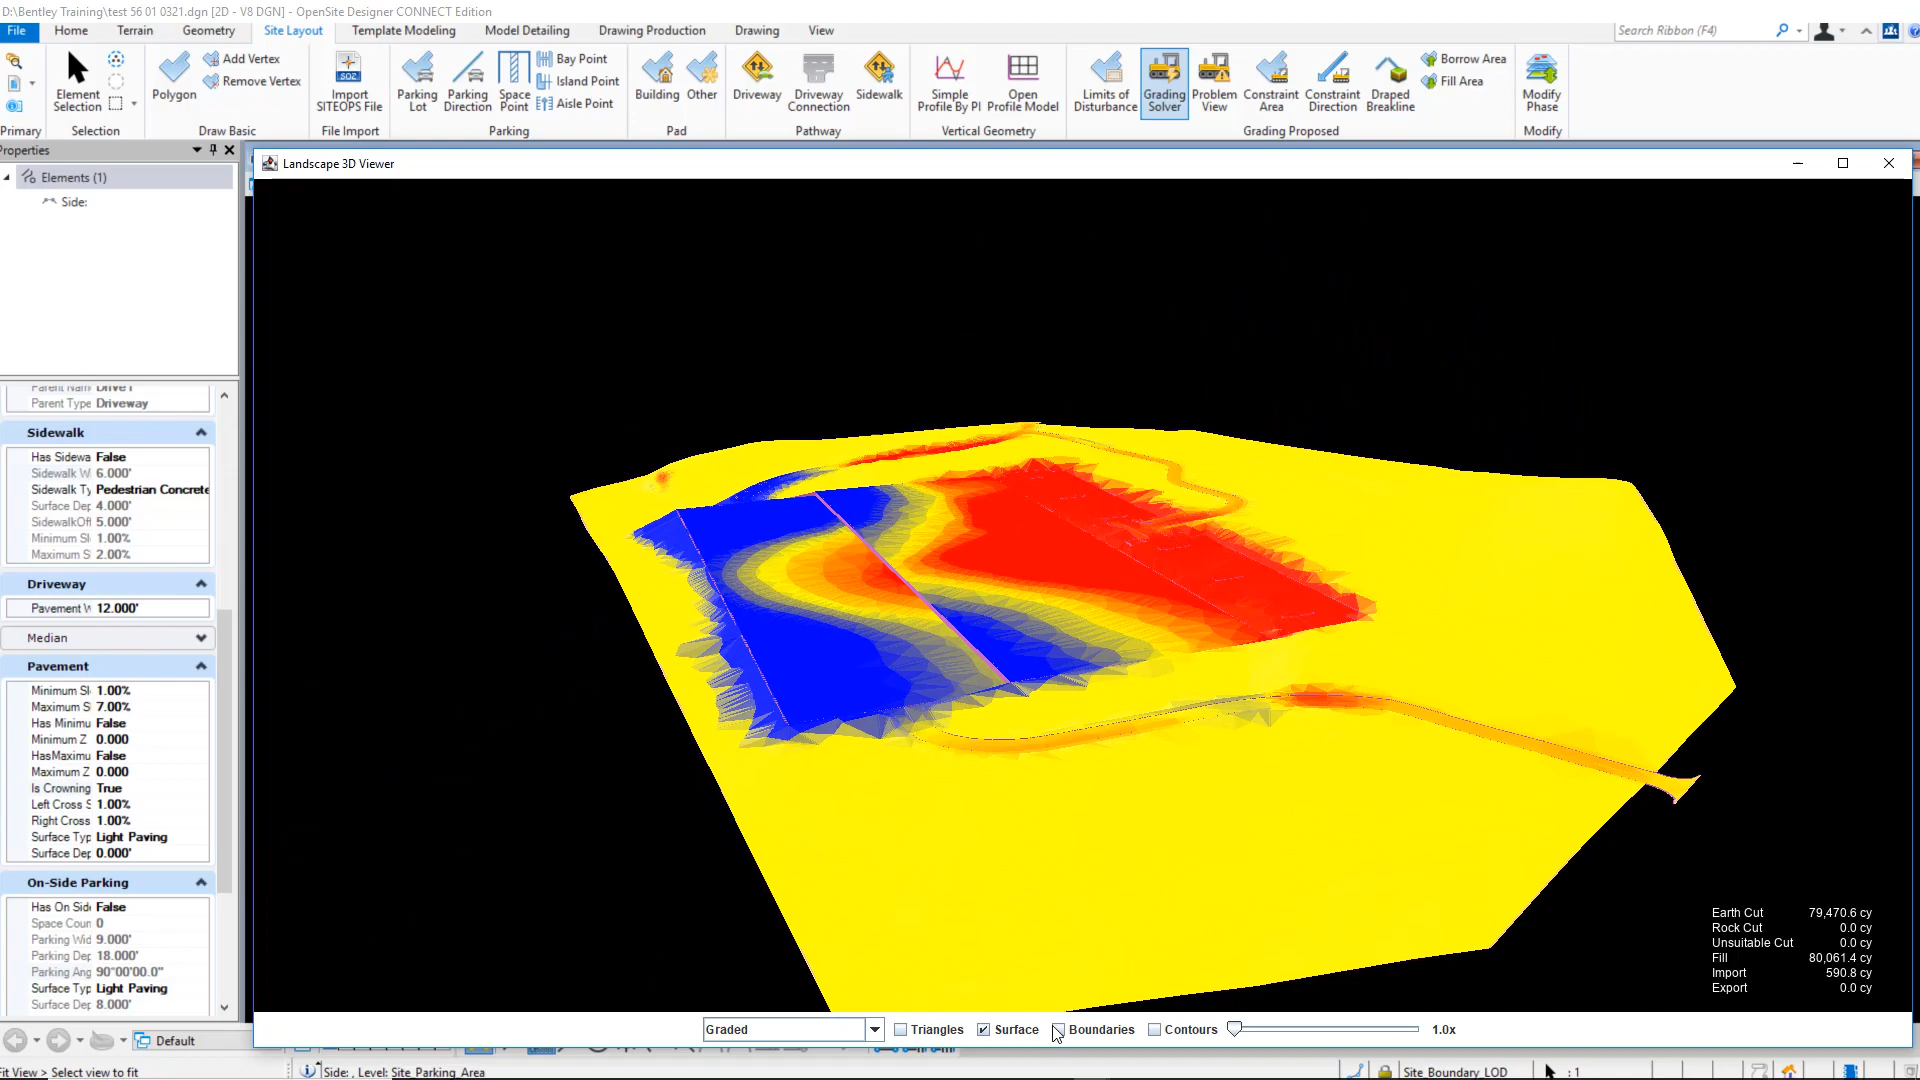 D:\Bentley Training\test 56 01 0321.dgn [2D - V8 DGN] - OpenSite Designer CONNECT Edition
File Home Terrain Geometry Site Layout Template Modeling Model Detailing Drawing Production Drawing View Search Ribbon (F4)
Element Selection
Selection
Primary
Polygon
Add Vertex
Remove Vertex
Draw Basic
SOZ
Import SITEOPS File
File Import
Parking Lot
Parking Direction
Space Point
Bay Point
Island Point
Aisle Point
Parking
Building
Other
Pad
Driveway
Driveway Connection
Sidewalk
Pathway
Simple Profile By PI
Open Profile Model
Vertical Geometry
Limits of Disturbance
Grading Solver
Problem View
Constraint Area
Constraint Direction
Draped Breakline
Borrow Area
Fill Area
Grading Proposed
Modify Phase
Modify
Properties
Elements (1)
Side:
Landscape 3D Viewer
Parent Nam Drive1
Parent Type Driveway
Sidewalk
Has Sidewa False
Sidewalk W 6.000'
Sidewalk Ty Pedestrian Concrete
Surface Dep 4.000'
SidewalkOff 5.000'
Minimum Sl 1.00%
Maximum S 2.00%
Driveway
Pavement W 12.000'
Median
Pavement
Minimum Sl 1.00%
Maximum S 7.00%
Has Minimu False
Minimum Z 0.000
HasMaximu False
Maximum Z 0.000
Is Crowning True
Left Cross S 1.00%
Right Cross 1.00%
Surface Typ Light Paving
Surface Dep 0.000'
On-Side Parking
Has On Side False
Space Coun 0
Parking Wid 9.000'
Parking Dep 18.000'
Parking Ang 90°00'00.0"
Surface Typ Light Paving
Surface Dep 8.000'
Earth Cut 79,470.6 cy
Rock Cut 0.0 cy
Unsuitable Cut 0.0 cy
Fill 80,061.4 cy
Import 590.8 cy
Export 0.0 cy
Graded Triangles Surface Boundaries Contours 1.0x
Default
Fit View > Select view to fit
Side: , Level: Site_Parking_Area
Site_Boundary_LOD
: 1